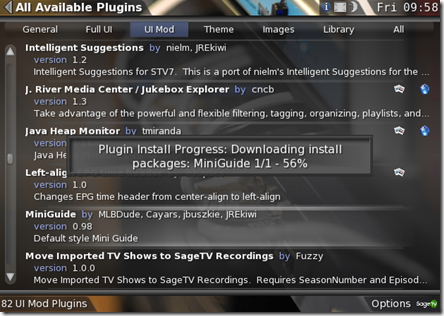 All Available Plugins
Fri 09:58
General Full UI UI Mod Theme Images Library All
Intelligent Suggestions by nielm, JREkiwi
version 1.2
Intelligent Suggestions for STV7. This is a port of nielm's Intelligent Suggestions for the ...
J. River Media Center / Jukebox Explorer by cncb
version 1.3
Take advantage of the powerful and flexible filtering, tagging, organizing, playlists, and...
Java Heap Monitor by tmiranda
version
Java He
Plugin Install Progress: Downloading install
packages: MiniGuide 1/1 - 56%
Left-alig
version 1.0
Changes EPG time header from center-align to left-align
MiniGuide by MLBDude, Cayars, jbuszkie, JREkiwi
version 0.98
Default style Mini Guide
Move Imported TV Shows to SageTV Recordings by Fuzzy
version 1.0.0
Move Imported TV Shows to SageTV Recordings. Requires SeasonNumber and Episod...
82 UI Mod Plugins
Options SageTV